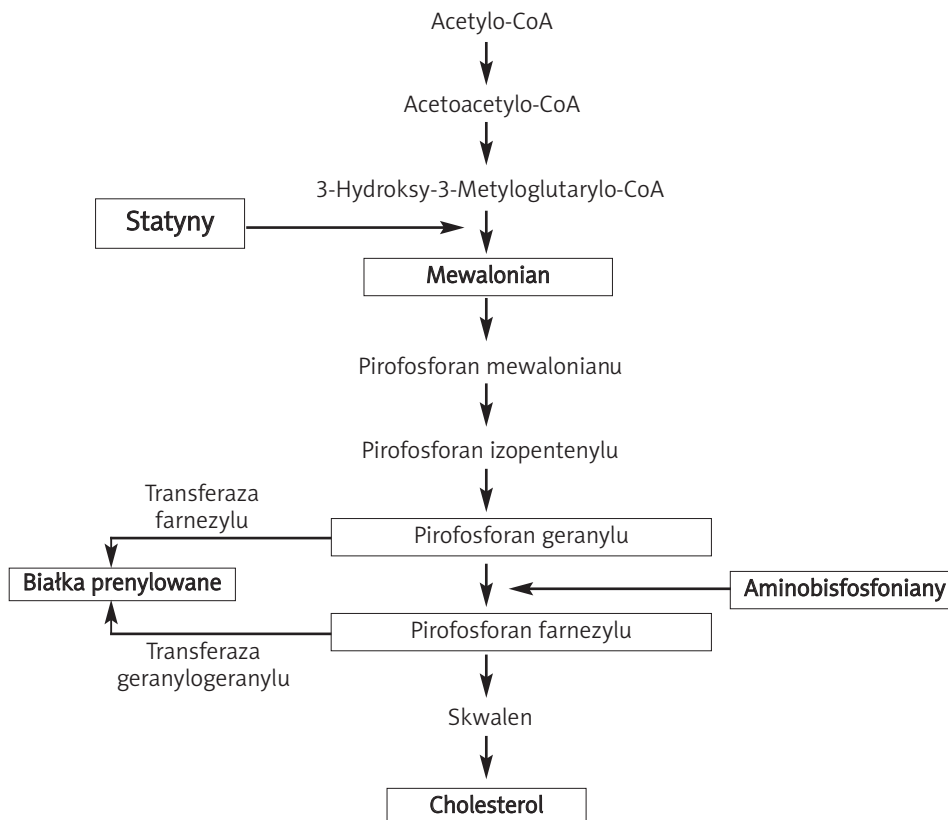 Acetylo-CoA
Acetoacetylo-CoA
3-Hydroksy-3-Metyloglutarylo-CoA
Statyny
Mewalonian
Pirofosforan mewalonianu
Pirofosforan izopentenylu
Transferaza
farnezylu
Pirofosforan geranylu
Białka prenylowane
Aminobisfosfoniany
Pirofosforan farnezylu
Transferaza
geranylogeranylu
Skwalen
Cholesterol